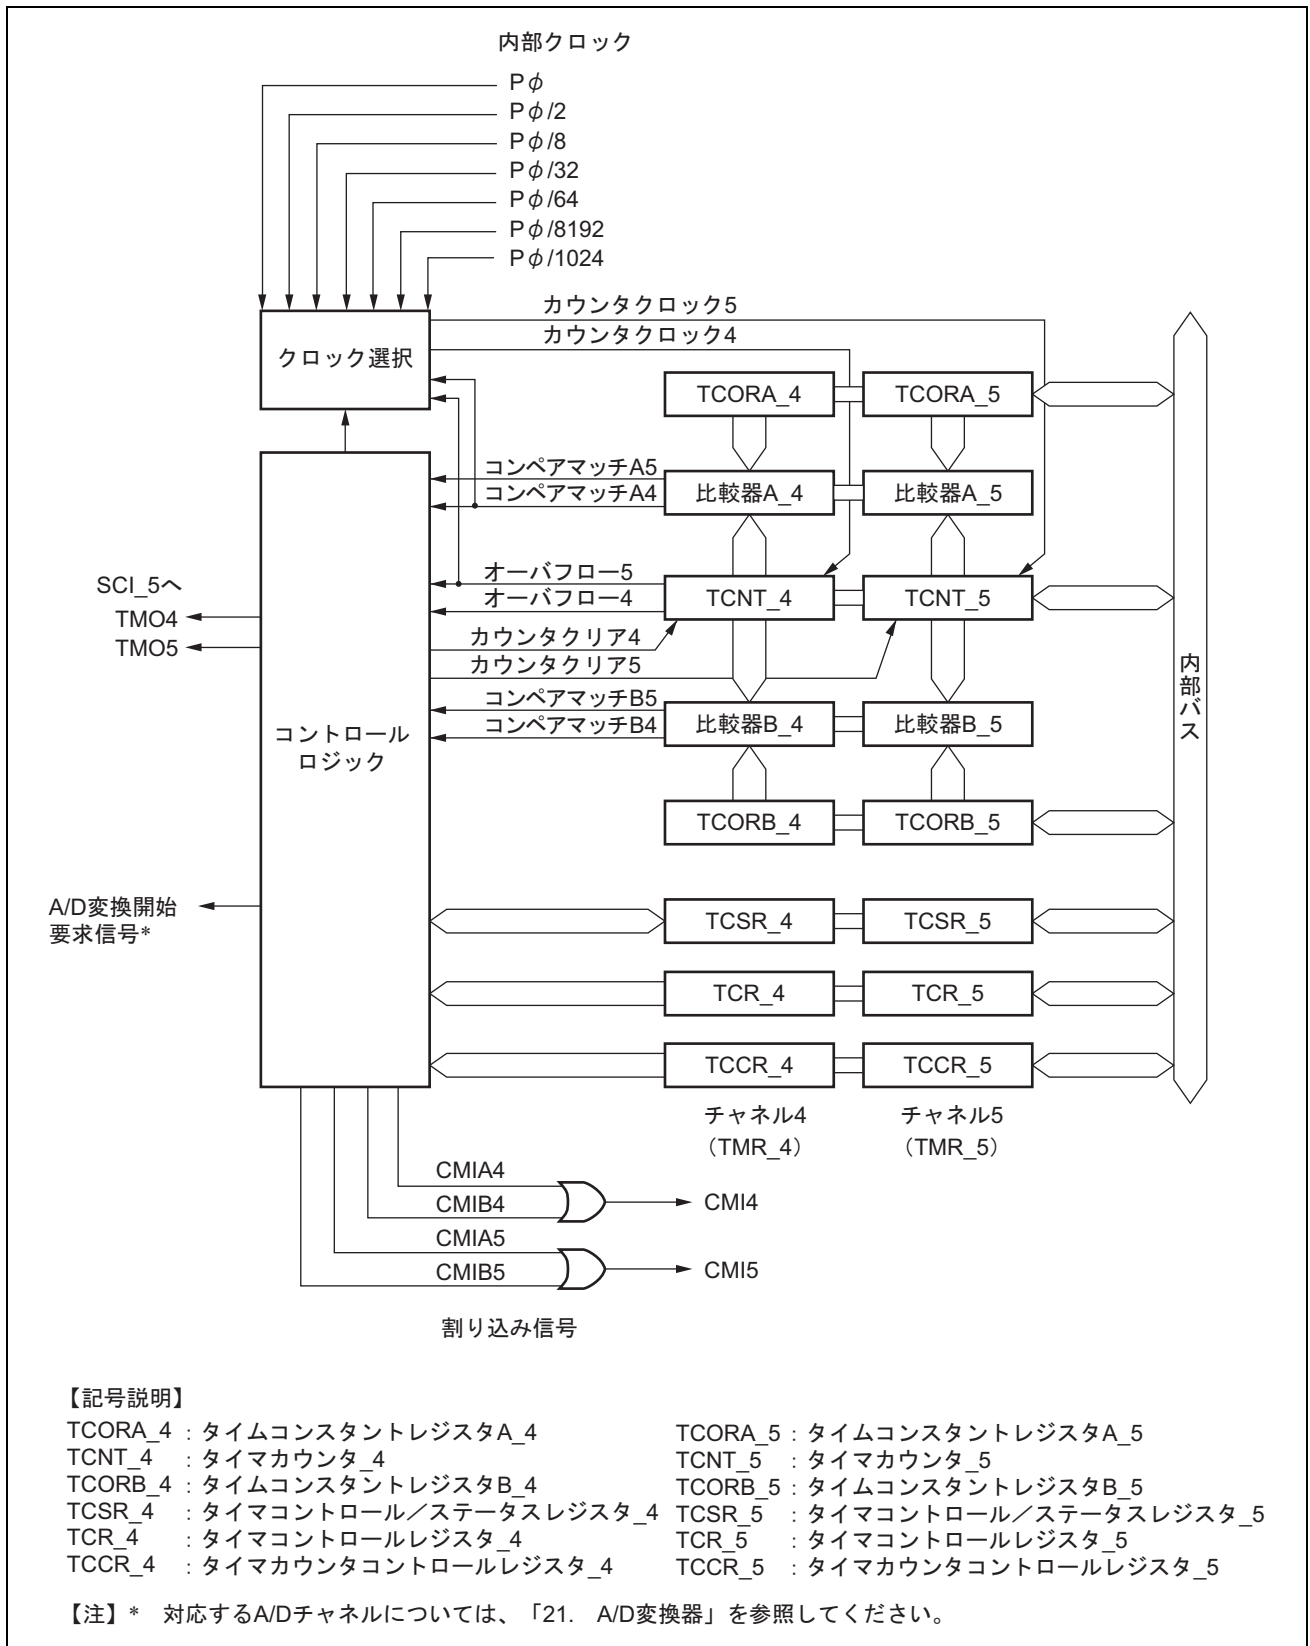 内部クロック
Pφ
Pφ/2
Pφ/8
Pφ/32
Pφ/64
Pφ/8192
Pφ/1024
カウンタクロック5
カウンタクロック4
クロック選択
TCORA_4
TCORA_5
コンペアマッチA5
コンペアマッチA4
比較器A_4
比較器A_5
オーバフロー5
オーバフロー4
TCNT_4
TCNT_5
SCI_5へ
TMO4
TMO5
カウンタクリア4
カウンタクリア5
内部バス
コンペアマッチB5
コンペアマッチB4
比較器B_4
比較器B_5
コントロール
ロジック
TCORB_4
TCORB_5
A/D変換開始
要求信号*
TCSR_4
TCSR_5
TCR_4
TCR_5
TCCR_4
TCCR_5
チャネル4
(TMR_4)
チャネル5
(TMR_5)
CMIA4
CMIB4
CMI4
CMIA5
CMIB5
CMI5
割り込み信号
【記号説明】
TCORA_4 : タイムコンスタントレジスタA_4
TCNT_4 : タイマカウンタ_4
TCORB_4 : タイムコンスタントレジスタB_4
TCSR_4 : タイマコントロール／ステータスレジスタ_4
TCR_4 : タイマコントロールレジスタ_4
TCCR_4 : タイマカウンタコントロールレジスタ_4
TCORA_5 : タイムコンスタントレジスタA_5
TCNT_5 : タイマカウンタ_5
TCORB_5 : タイムコンスタントレジスタB_5
TCSR_5 : タイマコントロール／ステータスレジスタ_5
TCR_5 : タイマコントロールレジスタ_5
TCCR_5 : タイマカウンタコントロールレジスタ_5
【注】* 対応するA/Dチャネルについては、「21. A/D変換器」を参照してください。